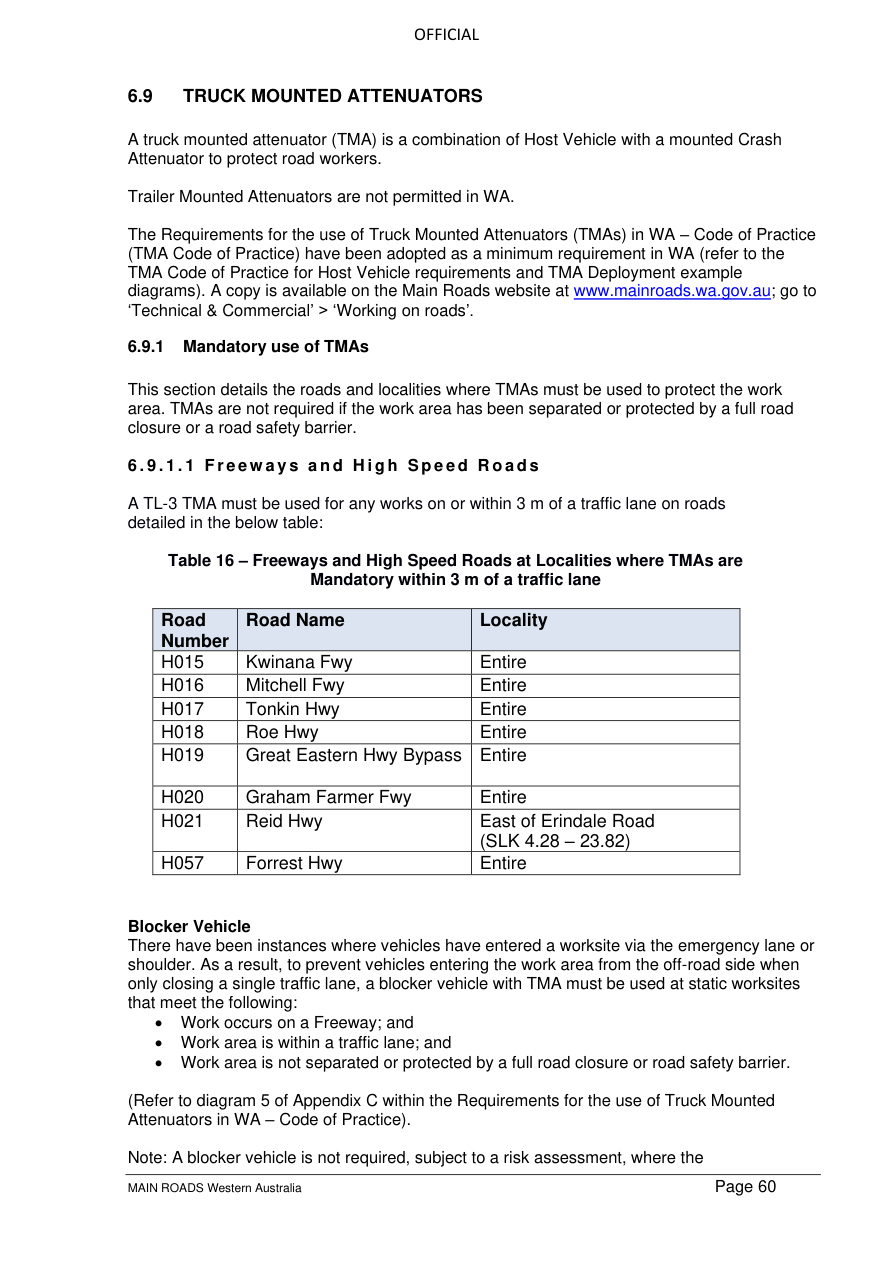 OFFICIAL
6.9 TRUCK MOUNTED ATTENUATORS
A truck mounted attenuator (TMA) is a combination of Host Vehicle with a mounted Crash
Attenuator to protect road workers.
Trailer Mounted Attenuators are not permitted in WA.
The Requirements for the use of Truck Mounted Attenuators (TMAs) in WA – Code of Practice
(TMA Code of Practice) have been adopted as a minimum requirement in WA (refer to the
TMA Code of Practice for Host Vehicle requirements and TMA Deployment example
diagrams). A copy is available on the Main Roads website at www.mainroads.wa.gov.au; go to
‘Technical & Commercial’ > ‘Working on roads’.
6.9.1 Mandatory use of TMAs
This section details the roads and localities where TMAs must be used to protect the work
area. TMAs are not required if the work area has been separated or protected by a full road
closure or a road safety barrier.
6.9.1.1 Freeways and High Speed Roads
A TL-3 TMA must be used for any works on or within 3 m of a traffic lane on roads
detailed in the below table:
Table 16 – Freeways and High Speed Roads at Localities where TMAs are
Mandatory within 3 m of a traffic lane
Road Road Name Locality
Number
H015 Kwinana Fwy Entire
H016 Mitchell Fwy Entire
H017 Tonkin Hwy Entire
H018 Roe Hwy Entire
H019 Great Eastern Hwy Bypass Entire
H020 Graham Farmer Fwy Entire
H021 Reid Hwy East of Erindale Road
(SLK 4.28 – 23.82)
H057 Forrest Hwy Entire
Blocker Vehicle
There have been instances where vehicles have entered a worksite via the emergency lane or
shoulder. As a result, to prevent vehicles entering the work area from the off-road side when
only closing a single traffic lane, a blocker vehicle with TMA must be used at static worksites
that meet the following:
• Work occurs on a Freeway; and
• Work area is within a traffic lane; and
• Work area is not separated or protected by a full road closure or road safety barrier.
(Refer to diagram 5 of Appendix C within the Requirements for the use of Truck Mounted
Attenuators in WA – Code of Practice).
Note: A blocker vehicle is not required, subject to a risk assessment, where the
MAIN ROADS Western Australia Page 60